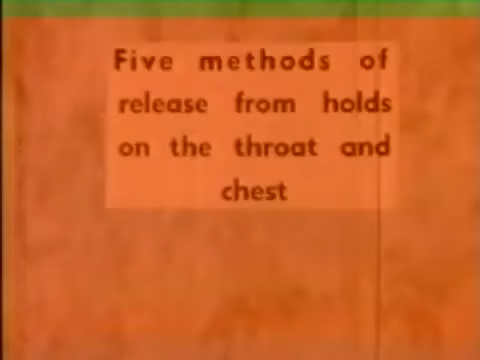 Five methods of
release from holds
on the throat and
chest